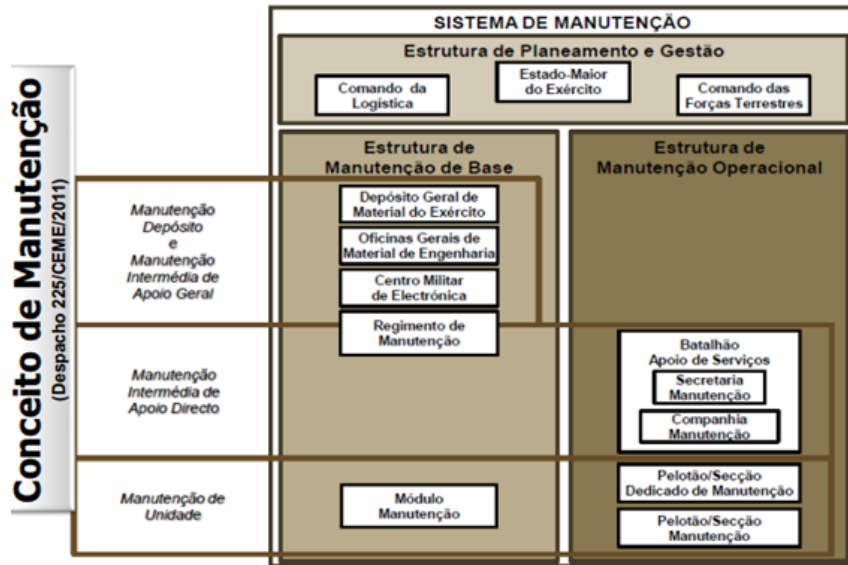 SISTEMA DE MANUTENÇÃO
Estrutura de Planeamento e Gestão
Comando da
Logística
Estado-Maior
do Exército
Comando das
Forças Terrestres
Conceito de Manutenção
(Despacho 225/CEME/2011)
Estrutura de
Manutenção de Base
Estrutura de
Manutenção Operacional
Manutenção
Depósito
e
Manutenção
Intermédia de
Apoio Geral
Depósito Geral de
Material do Exército
Oficinas Gerais de
Material de Engenharia
Centro Militar
de Electrónica
Regimento de
Manutenção
Manutenção
Intermédia de
Apoio Directo
Batalhão
Apoio de Serviços
Secretaria
Manutenção
Companhia
Manutenção
Manutenção de
Unidade
Módulo
Manutenção
Pelotão/Secção
Dedicado de Manutenção
Pelotão/Secção
Manutenção